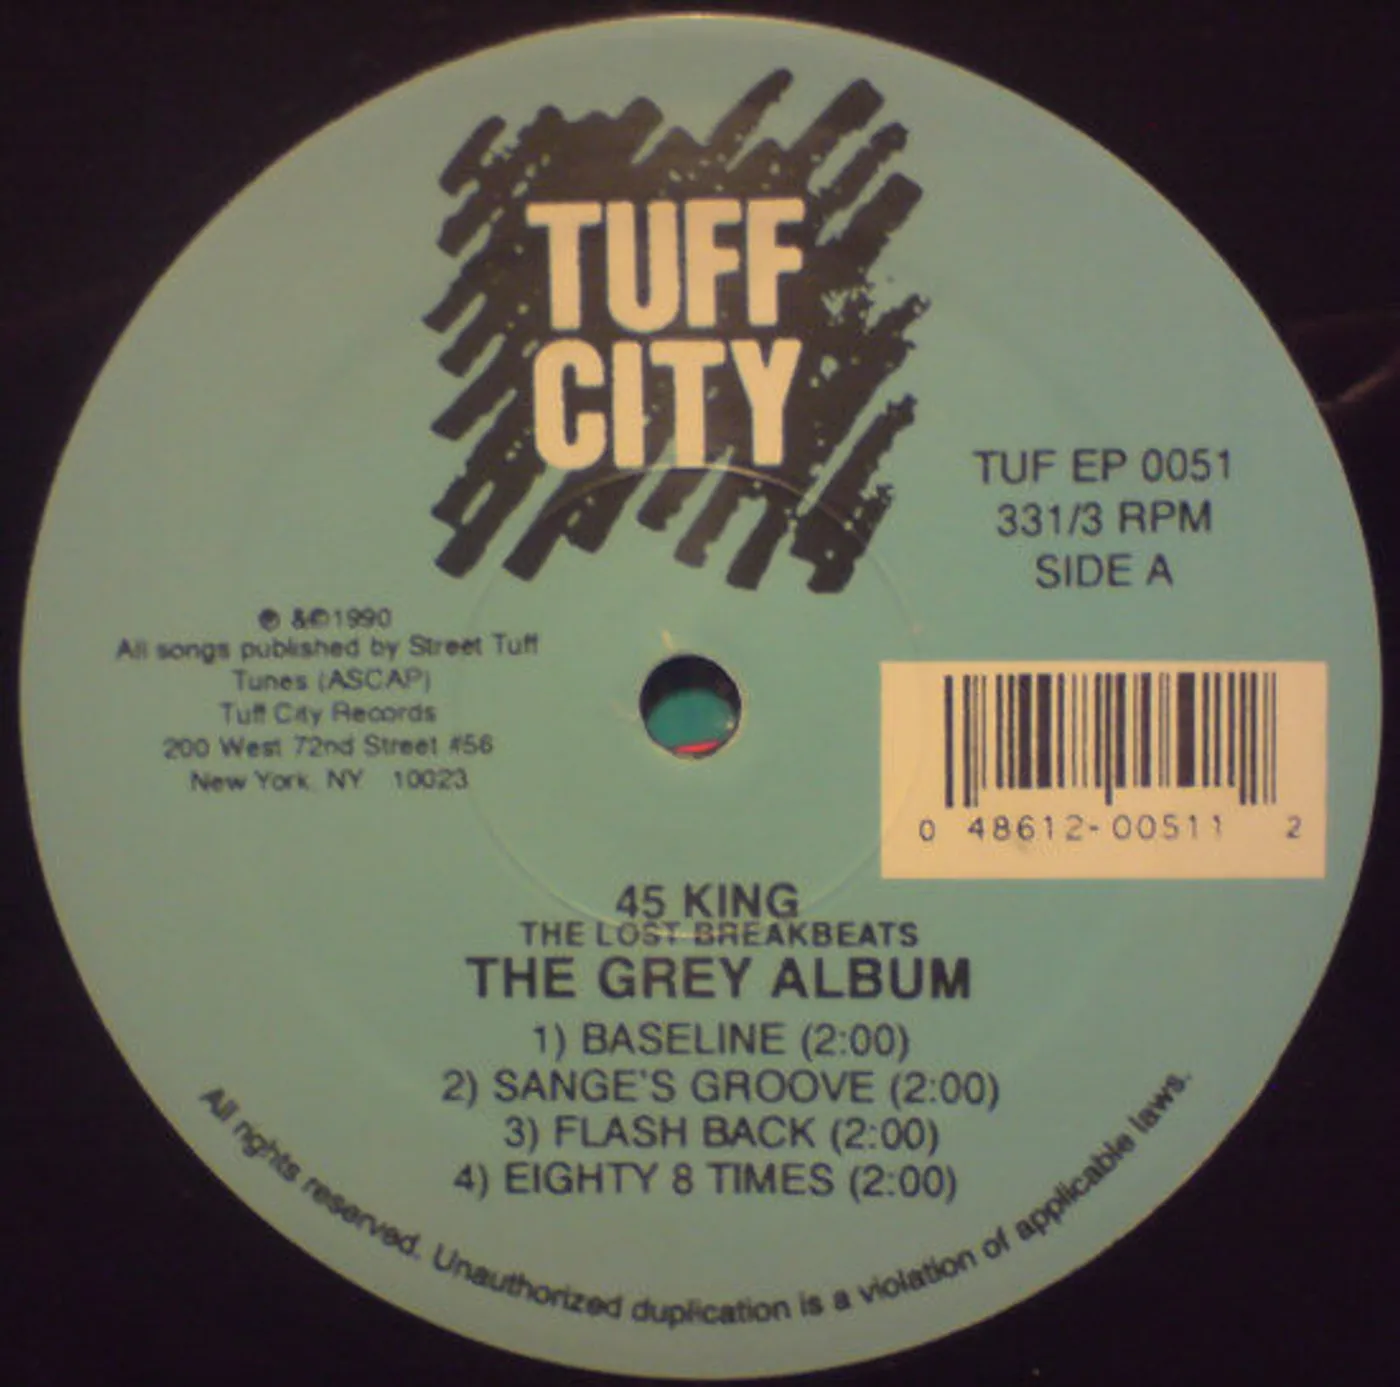 TUFF
CITY
TUF EP 0051
331/3 RPM
SIDE A
℗ &©1990
All songs published by Street Tuff
Tunes (ASCAP)
Tuff City Records
200 West 72nd Street #56
New York, NY 10023
0 48612-00511 2
45 KING
THE LOST BREAKBEATS
THE GREY ALBUM
1) BASELINE (2:00)
2) SANGE'S GROOVE (2:00)
3) FLASH BACK (2:00)
4) EIGHTY 8 TIMES (2:00)
All rights reserved. Unauthorized duplication is a violation of applicable laws.